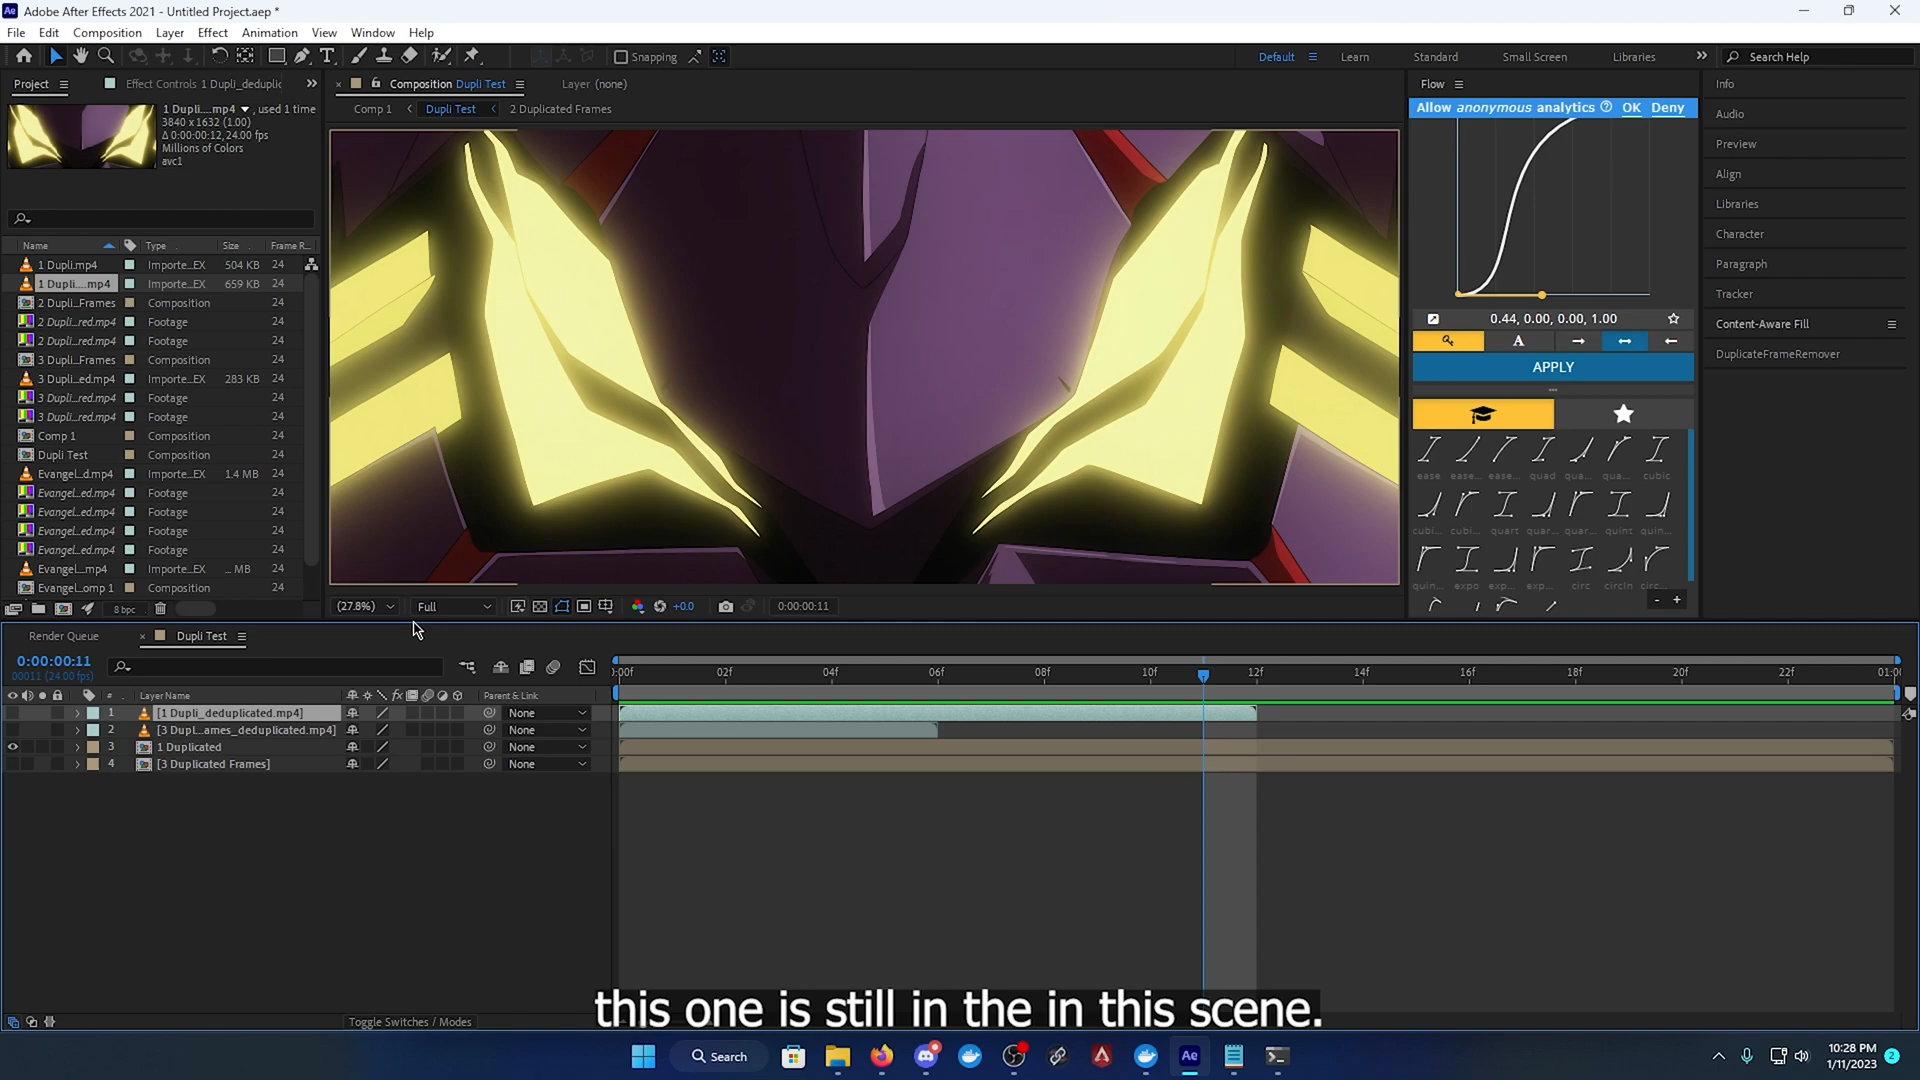 Adobe After Effects 2021 - Untitled Project.aep *
File Edit Composition Layer Effect Animation View Window Help
Snapping
Default Learn Standard Small Screen Libraries Search Help
Project Effect Controls 1 Dupli_deduplic
Composition Dupli Test Layer (none)
Comp 1 Dupli Test 2 Duplicated Frames
1 Dupli....mp4 , used 1 time
3840 x 1632 (1.00)
Δ 0:00:00:12, 24.00 fps
Millions of Colors
avc1
Name Type Size Frame R...
1 Dupli.mp4 Importe...EX 504 KB 24
1 Dupli....mp4 Importe...EX 659 KB 24
2 Dupli...Frames Composition 24
2 Dupli...red.mp4 Footage 24
2 Dupli...red.mp4 Footage 24
3 Dupli...Frames Composition 24
3 Dupli...ed.mp4 Importe...EX 283 KB 24
3 Dupli...red.mp4 Footage 24
3 Dupli...red.mp4 Footage 24
Comp 1 Composition 24
Dupli Test Composition 24
Evangel...d.mp4 Importe...EX 1.4 MB 24
Evangel...ed.mp4 Footage 24
Evangel...ed.mp4 Footage 24
Evangel...ed.mp4 Footage 24
Evangel...ed.mp4 Footage 24
Evangel....mp4 Importe...EX ... MB 24
Evangel...omp 1 Composition 24
8 bpc
(27.8%) Full +0.0 0:00:00:11
Flow
Allow anonymous analytics OK Deny
0.44, 0.00, 0.00, 1.00
A
APPLY
ease ease... ease... quad qua... qua... cubic
cubi... cubi... quart quar... quar... quint quin...
quin... expo exp... exp... circ circIn circ...
- +
Info
Audio
Preview
Align
Libraries
Character
Paragraph
Tracker
Content-Aware Fill
DuplicateFrameRemover
Render Queue Dupli Test
0:00:00:11
00011 (24.00 fps)
:00f 02f 04f 06f 08f 10f 12f 14f 16f 18f 20f 22f 01:0
# Layer Name fx Parent & Link
1 [1 Dupli_deduplicated.mp4] None
2 [3 Dupl...ames_deduplicated.mp4] None
3 1 Duplicated None
4 [3 Duplicated Frames] None
Toggle Switches / Modes
this one is still in the in this scene.
Search
Ae
10:28 PM
1/11/2023
2